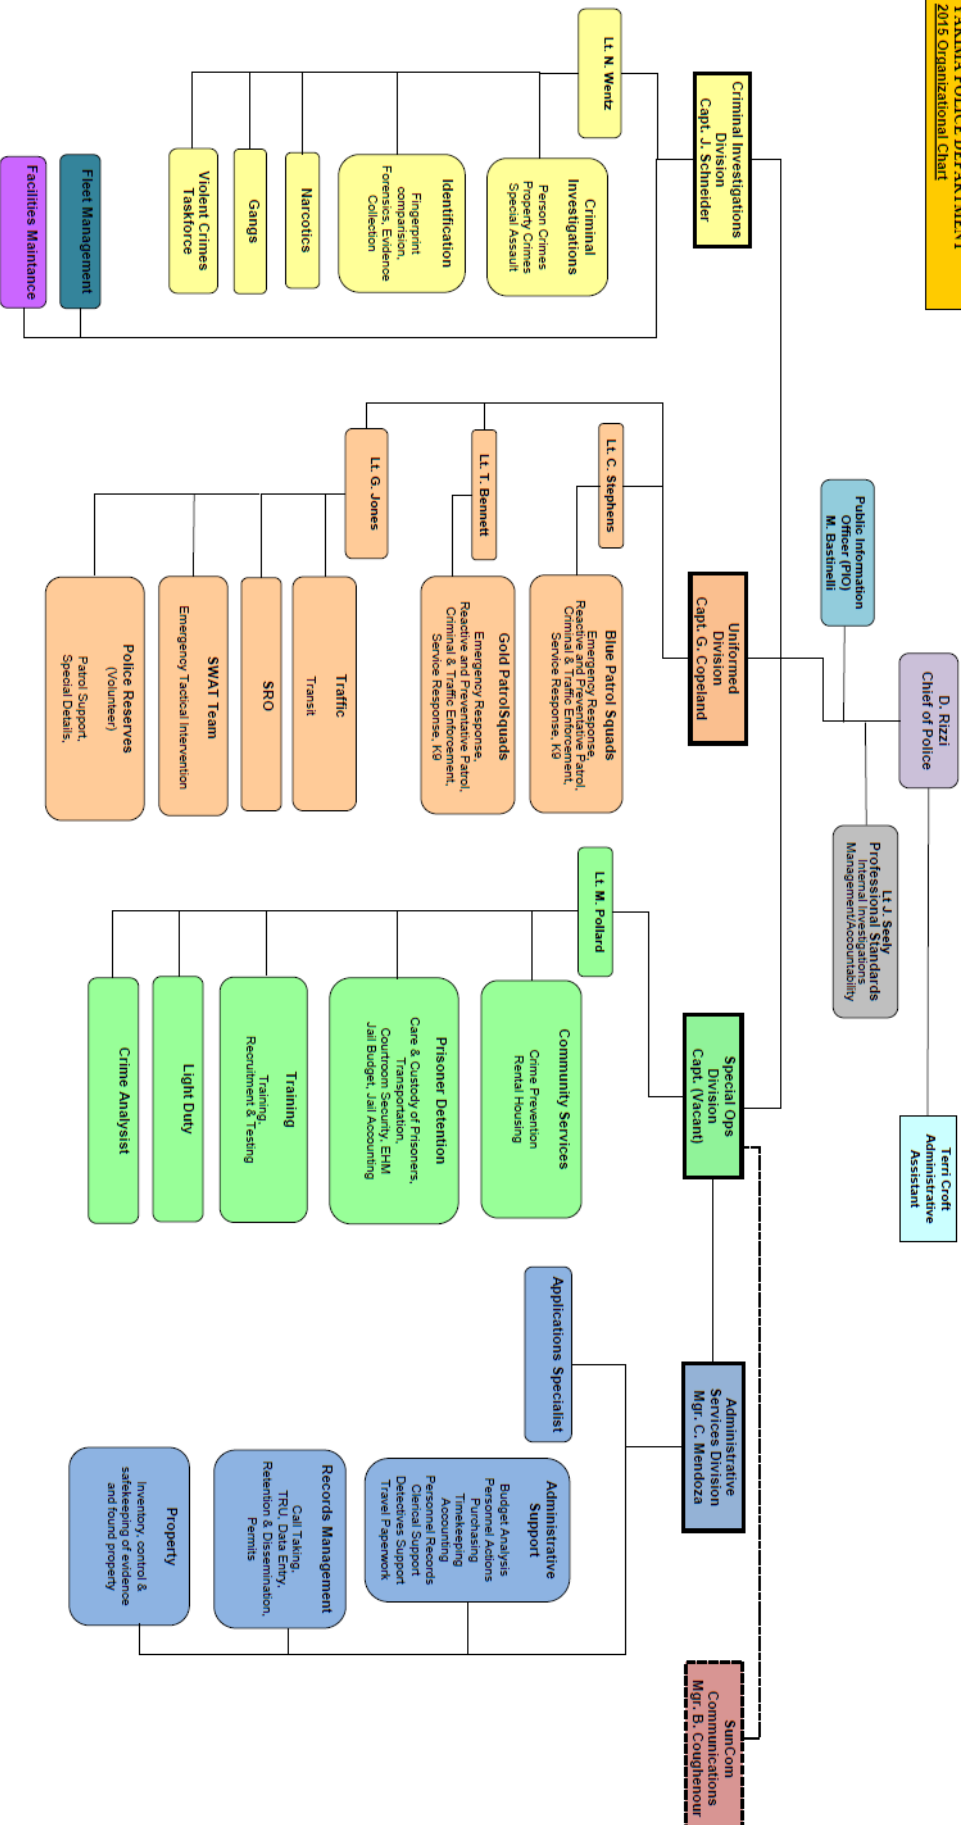 YAKIMA POLICE DEPARTMENT
2015 Organizational Chart
D. Rizzi
Chief of Police
Terri Croft
Administrative
Assistant
Public Information
Officer (PIO)
M. Bastinelli
Lt J. Seely
Professional Standards
Internal Investigations
Management/Accountability
Criminal Investigations
Division
Capt. J. Schneider
Uniformed
Division
Capt. G. Copeland
Special Ops
Division
Capt. (Vacant)
Administrative
Services Division
Mgr. C. Mendoza
SunCom
Communications
Mgr. B. Coughenour
Lt. N. Wentz
Criminal
Investigations
Person Crimes
Property Crimes
Special Assault
Identification
Fingerprint
comparision,
Forensics, Evidence
Collection
Narcotics
Gangs
Violent Crimes
Taskforce
Fleet Management
Facilities Maintance
Lt. C. Stephens
Blue Patrol Squads
Emergency Response,
Reactive and Preventative Patrol,
Criminal & Traffic Enforcement,
Service Response, K9
Lt. T. Bennett
Gold PatrolSquads
Emergency Response,
Reactive and Preventative Patrol,
Criminal & Traffic Enforcement,
Service Response, K9
Lt. G. Jones
Traffic
Transit
SRO
SWAT Team
Emergency Tactical Intervention
Police Reserves
(Volunteer)
Patrol Support,
Special Details,
Lt. M. Pollard
Community Services
Crime Prevention
Rental Housing
Prisoner Detention
Care & Custody of Prisoners,
Transportation,
Courtroom Security, EHM
Jail Budget, Jail Accounting
Training
Training,
Recruitment & Testing
Light Duty
Crime Analysist
Applications Specialist
Administrative
Support
Budget Analysis
Personnel Actions
Purchasing
Timekeeping
Accounting
Personnel Records
Clerical Support
Detectives Support
Travel Paperwork
Records Management
Call Taking,
TRU, Data Entry,
Retention & Dissemination,
Permits
Property
Inventory, control &
safekeeping of evidence
and found property